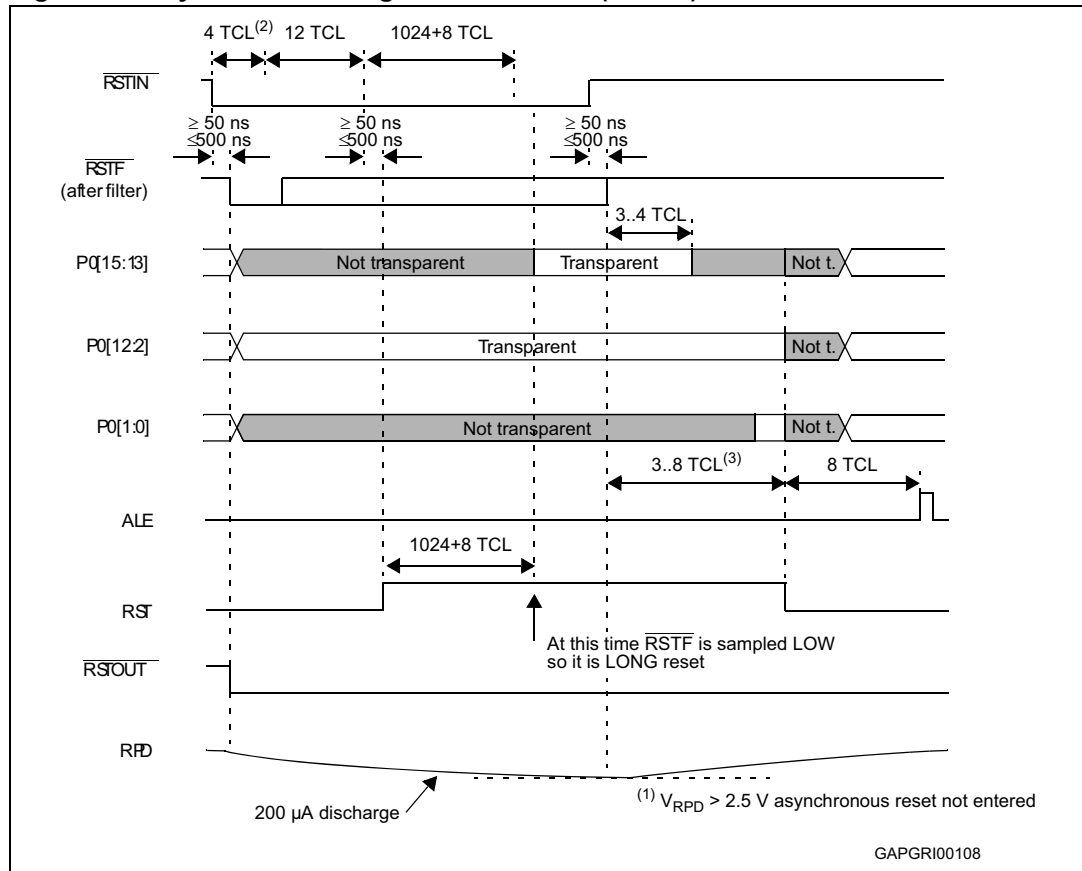 4 TCL(2) 12 TCL 1024+8 TCL
RSTIN
≥ 50 ns ≥ 50 ns ≥ 50 ns
≤500 ns ≤500 ns ≤500 ns
RSTF
(after filter)
3..4 TCL
P0[15:13] Not transparent Transparent Not t.
P0[12:2] Transparent Not t.
P0[1:0] Not transparent Not t.
3..8 TCL(3) 8 TCL
ALE
1024+8 TCL
RST
At this time RSTF is sampled LOW
so it is LONG reset
RSTOUT
RPD
200 µA discharge
(1) VRPD > 2.5 V asynchronous reset not entered
GAPGRI00108